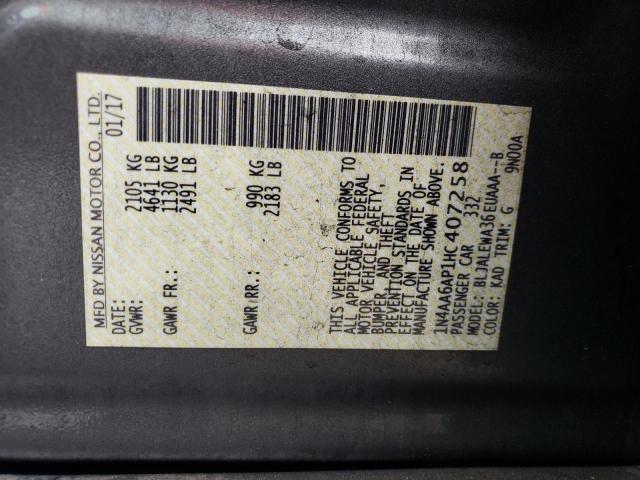 MFD BY NISSAN MOTOR CO., LTD.
DATE: 01/17
GVWR: 2105 KG
4641 LB
GAWR FR.: 1130 KG
2491 LB
GAWR RR.: 990 KG
2183 LB
THIS VEHICLE CONFORMS TO
ALL APPLICABLE FEDERAL
MOTOR VEHICLE SAFETY,
BUMPER, AND THEFT
PREVENTION STANDARDS IN
EFFECT ON THE DATE OF
MANUFACTURE SHOWN ABOVE.
1N4AA6AP1HC407258
PASSENGER CAR 332
MODEL: BLJALEWA36EUAAA--B
COLOR: KAD TRIM: G 9N00A